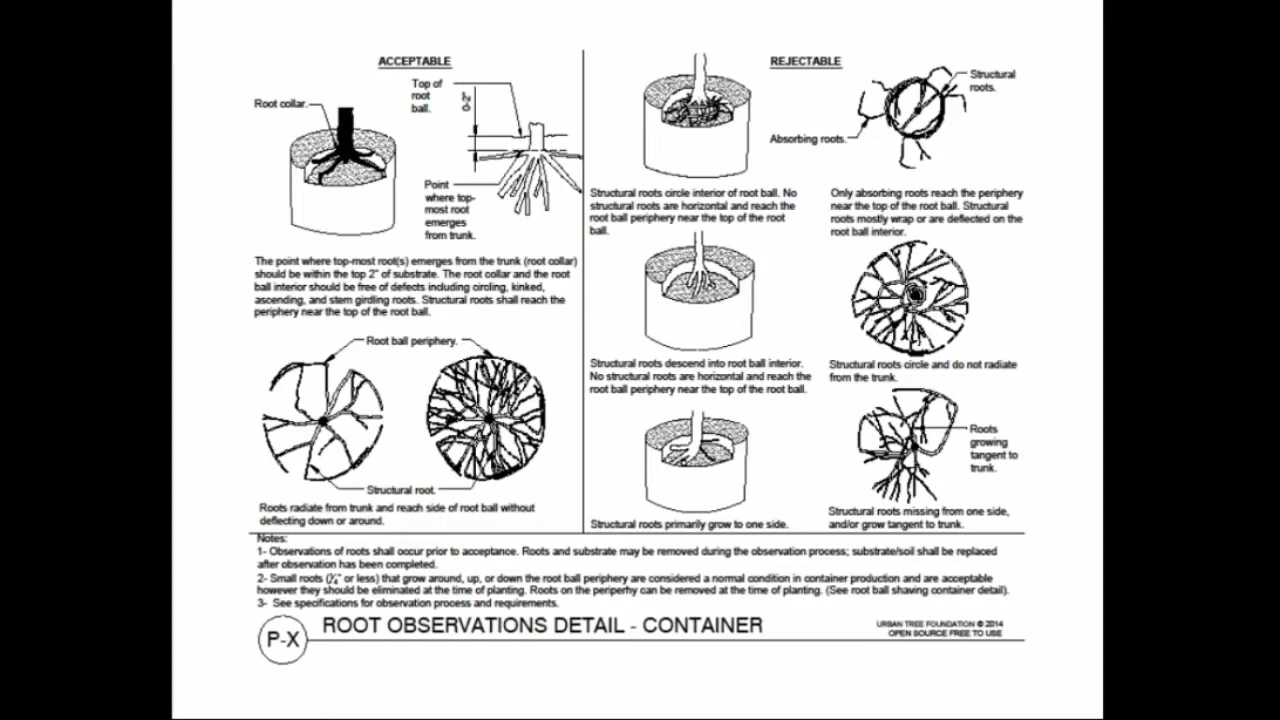 ACCEPTABLE
Root collar.
Top of
root
ball.
0-2"
Point
where top-
most root
emerges
from trunk.
The point where top-most root(s) emerges from the trunk (root collar)
should be within the top 2" of substrate. The root collar and the root
ball interior should be free of defects including circling, kinked,
ascending, and stem girdling roots. Structural roots shall reach the
periphery near the top of the root ball.
Root ball periphery.
Structural root.
Roots radiate from trunk and reach side of root ball without
deflecting down or around.
REJECTABLE
Structural
roots.
Absorbing roots.
Structural roots circle interior of root ball. No
structural roots are horizontal and reach the
root ball periphery near the top of the root
ball.
Only absorbing roots reach the periphery
near the top of the root ball. Structural
roots mostly wrap or are deflected on the
root ball interior.
Structural roots descend into root ball interior.
No structural roots are horizontal and reach the
root ball periphery near the top of the root ball.
Structural roots circle and do not radiate
from the trunk.
Roots
growing
tangent to
trunk.
Structural roots primarily grow to one side.
Structural roots missing from one side,
and/or grow tangent to trunk.
Notes:
1- Observations of roots shall occur prior to acceptance. Roots and substrate may be removed during the observation process; substrate/soil shall be replaced
after observation has been completed.
2- Small roots (¼" or less) that grow around, up, or down the root ball periphery are considered a normal condition in container production and are acceptable
however they should be eliminated at the time of planting. Roots on the periperhy can be removed at the time of planting. (See root ball shaving container detail).
3- See specifications for observation process and requirements.
P-X
ROOT OBSERVATIONS DETAIL - CONTAINER
URBAN TREE FOUNDATION © 2014
OPEN SOURCE FREE TO USE